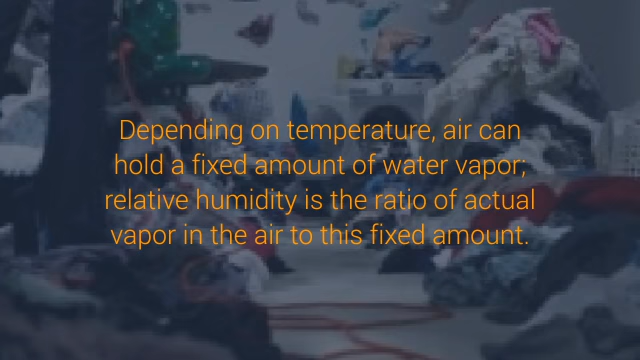 Depending on temperature, air can
hold a fixed amount of water vapor;
relative humidity is the ratio of actual
vapor in the air to this fixed amount.